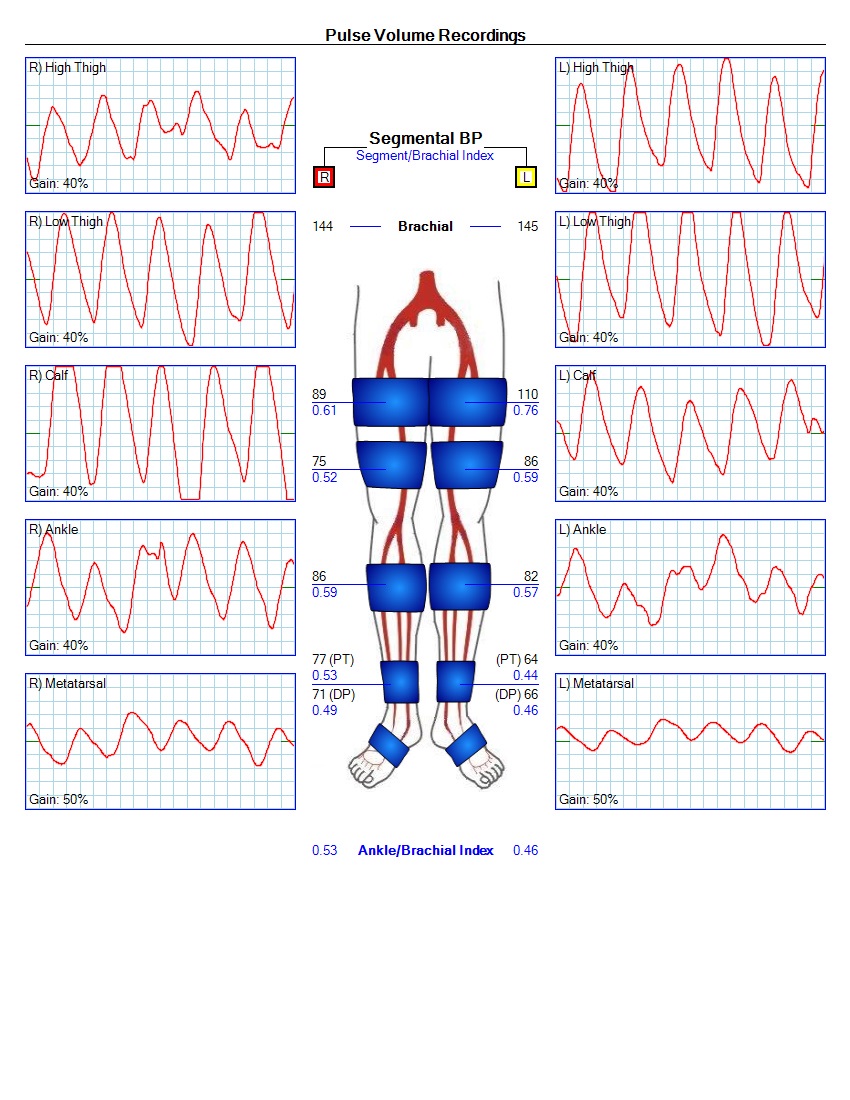 Pulse Volume Recordings
R) High Thigh
Gain: 40%
R) Low Thigh
Gain: 40%
R) Calf
Gain: 40%
R) Ankle
Gain: 40%
R) Metatarsal
Gain: 50%
Segmental BP
Segment/Brachial Index
R L
144 Brachial 145
89 110
0.61 0.76
75 86
0.52 0.59
86 82
0.59 0.57
77 (PT) (PT) 64
0.53 0.44
71 (DP) (DP) 66
0.49 0.46
0.53 Ankle/Brachial Index 0.46
L) High Thigh
Gain: 40%
L) Low Thigh
Gain: 40%
L) Calf
Gain: 40%
L) Ankle
Gain: 40%
L) Metatarsal
Gain: 50%